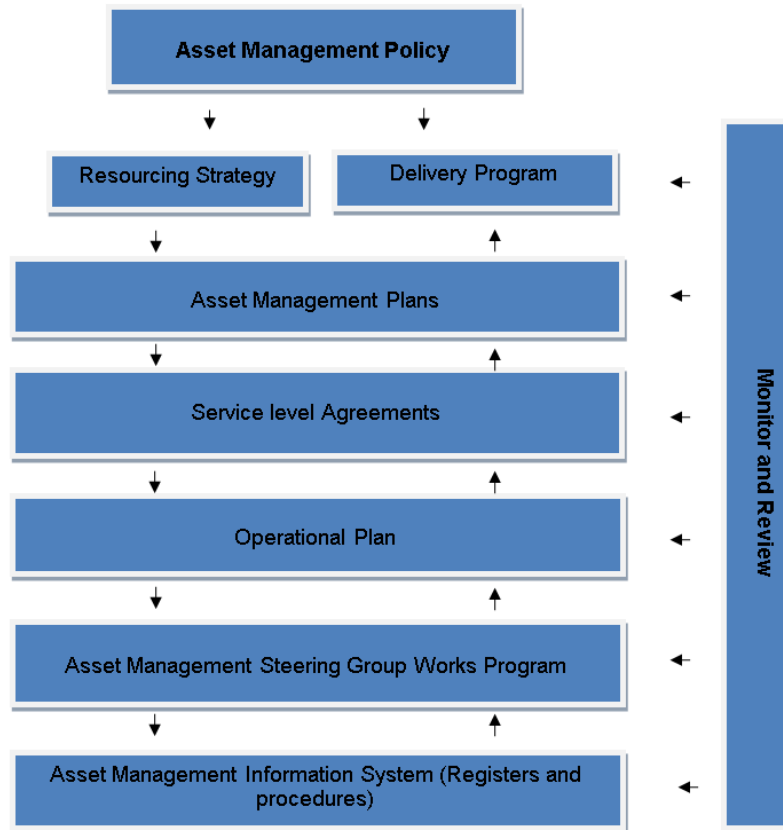 Asset Management Policy
Resourcing Strategy
Delivery Program
Asset Management Plans
Service level Agreements
Operational Plan
Asset Management Steering Group Works Program
Asset Management Information System (Registers and
procedures)
Monitor and Review